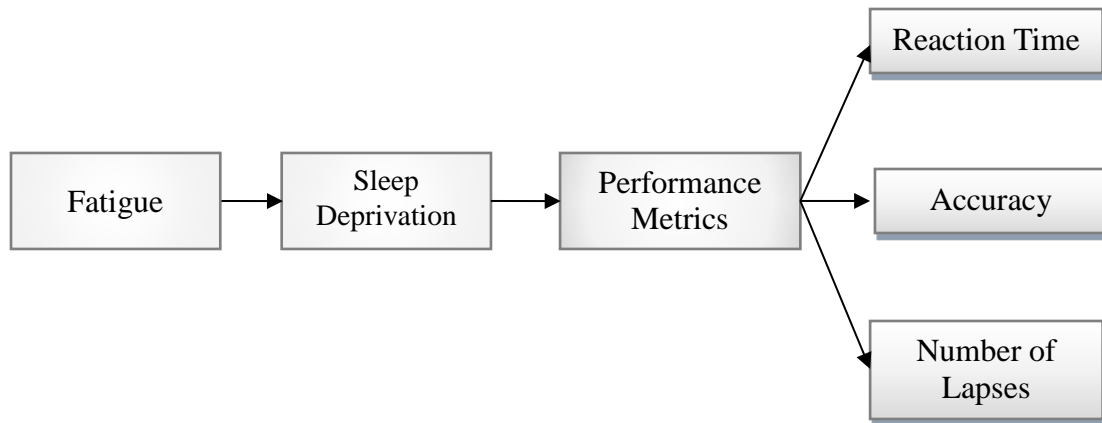 Fatigue
Sleep
Deprivation
Performance
Metrics
Reaction Time
Accuracy
Number of
Lapses